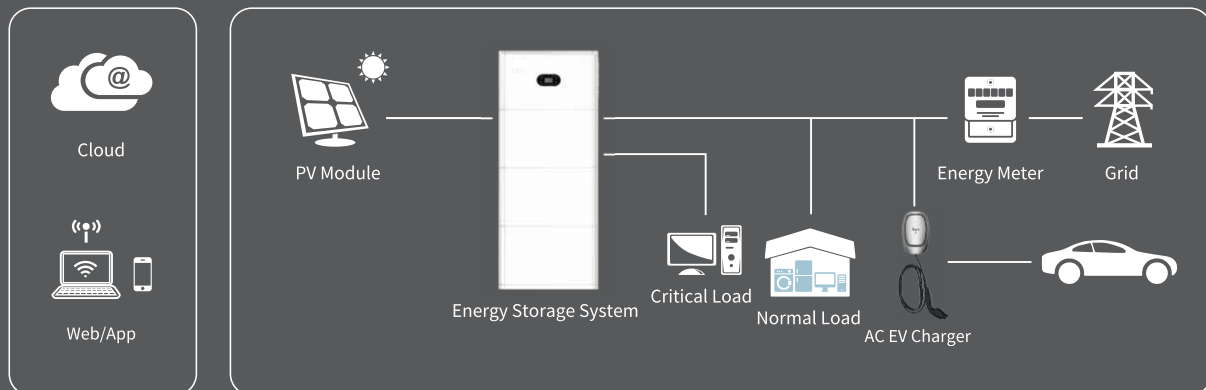 @
Cloud
Web/App
PV Module
Energy Storage System
Critical Load
Normal Load
AC EV Charger
Energy Meter
Grid